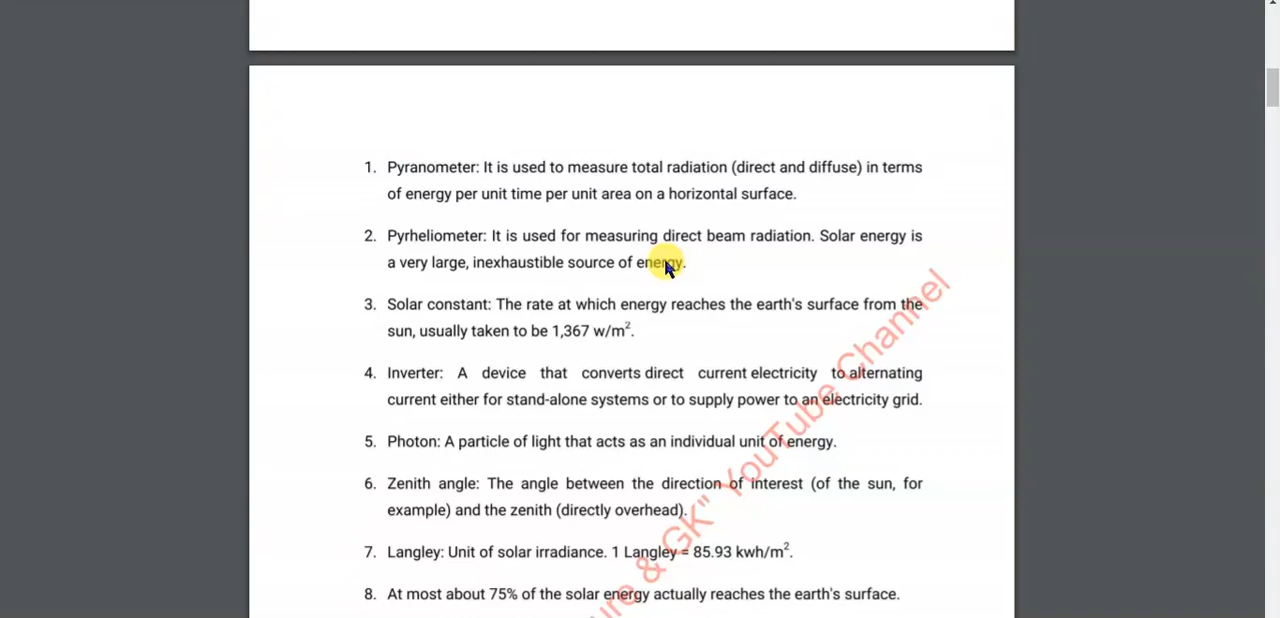 1. Pyranometer: It is used to measure total radiation (direct and diffuse) in terms
of energy per unit time per unit area on a horizontal surface.
2. Pyrheliometer: It is used for measuring direct beam radiation. Solar energy is
a very large, inexhaustible source of energy.
3. Solar constant: The rate at which energy reaches the earth's surface from the
sun, usually taken to be 1,367 w/m².
4. Inverter: A device that converts direct current electricity to alternating
current either for stand-alone systems or to supply power to an electricity grid.
5. Photon: A particle of light that acts as an individual unit of energy.
6. Zenith angle: The angle between the direction of interest (of the sun, for
example) and the zenith (directly overhead).
7. Langley: Unit of solar irradiance. 1 Langley = 85.93 kwh/m².
8. At most about 75% of the solar energy actually reaches the earth's surface.
& GK" YouTube Channel